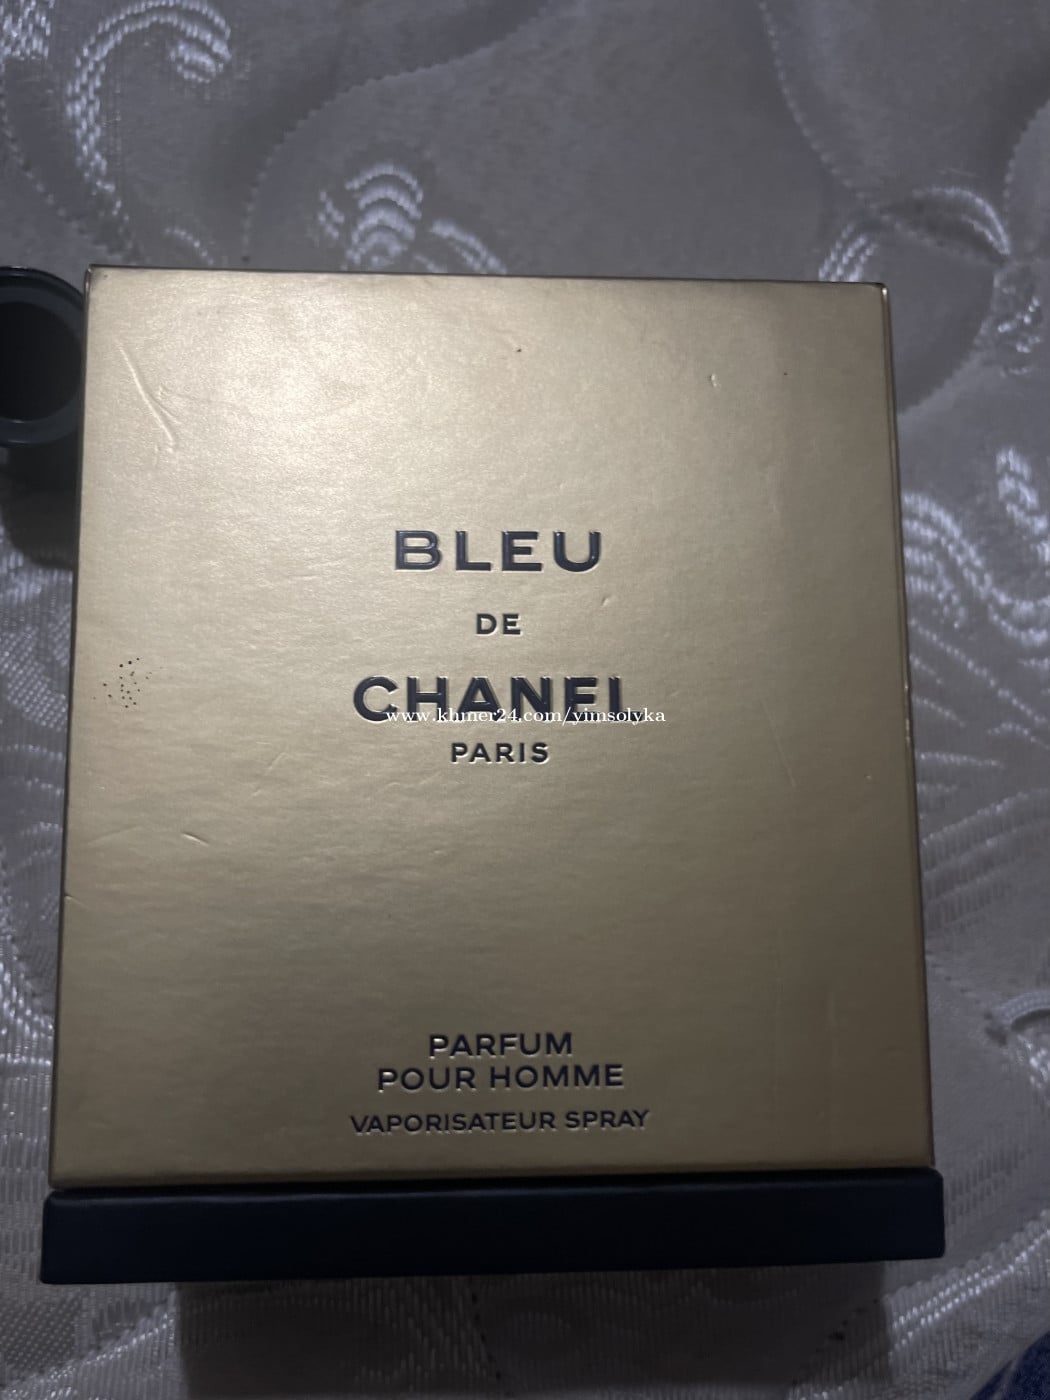 BLEU
DE
CHANEL
www.khmer24.com/yimsolyka
PARIS
PARFUM
POUR HOMME
VAPORISATEUR SPRAY